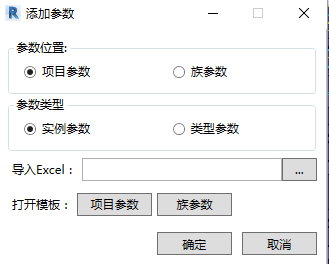 R 添加参数
参数位置:
项目参数 族参数
参数类型
实例参数 类型参数
导入Excel： ...
打开模板： 项目参数 族参数
确定 取消